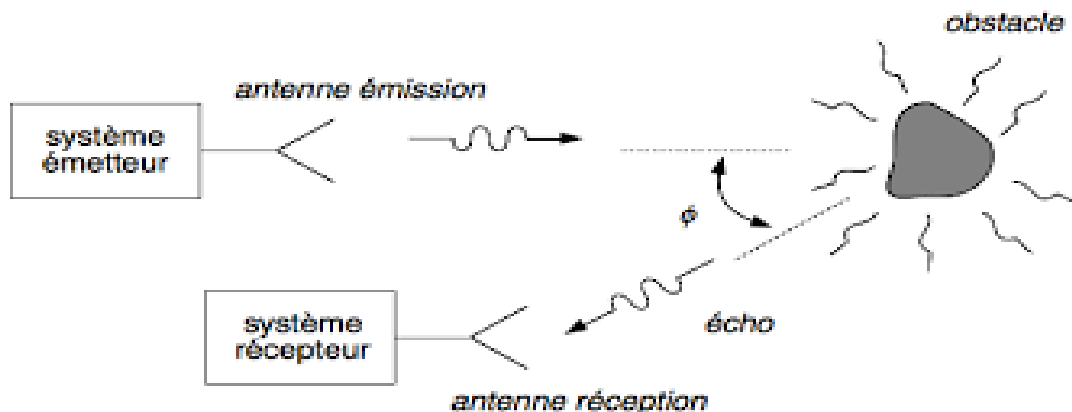 obstacle
antenne émission
système
émetteur
ϕ
écho
système
récepteur
antenne réception